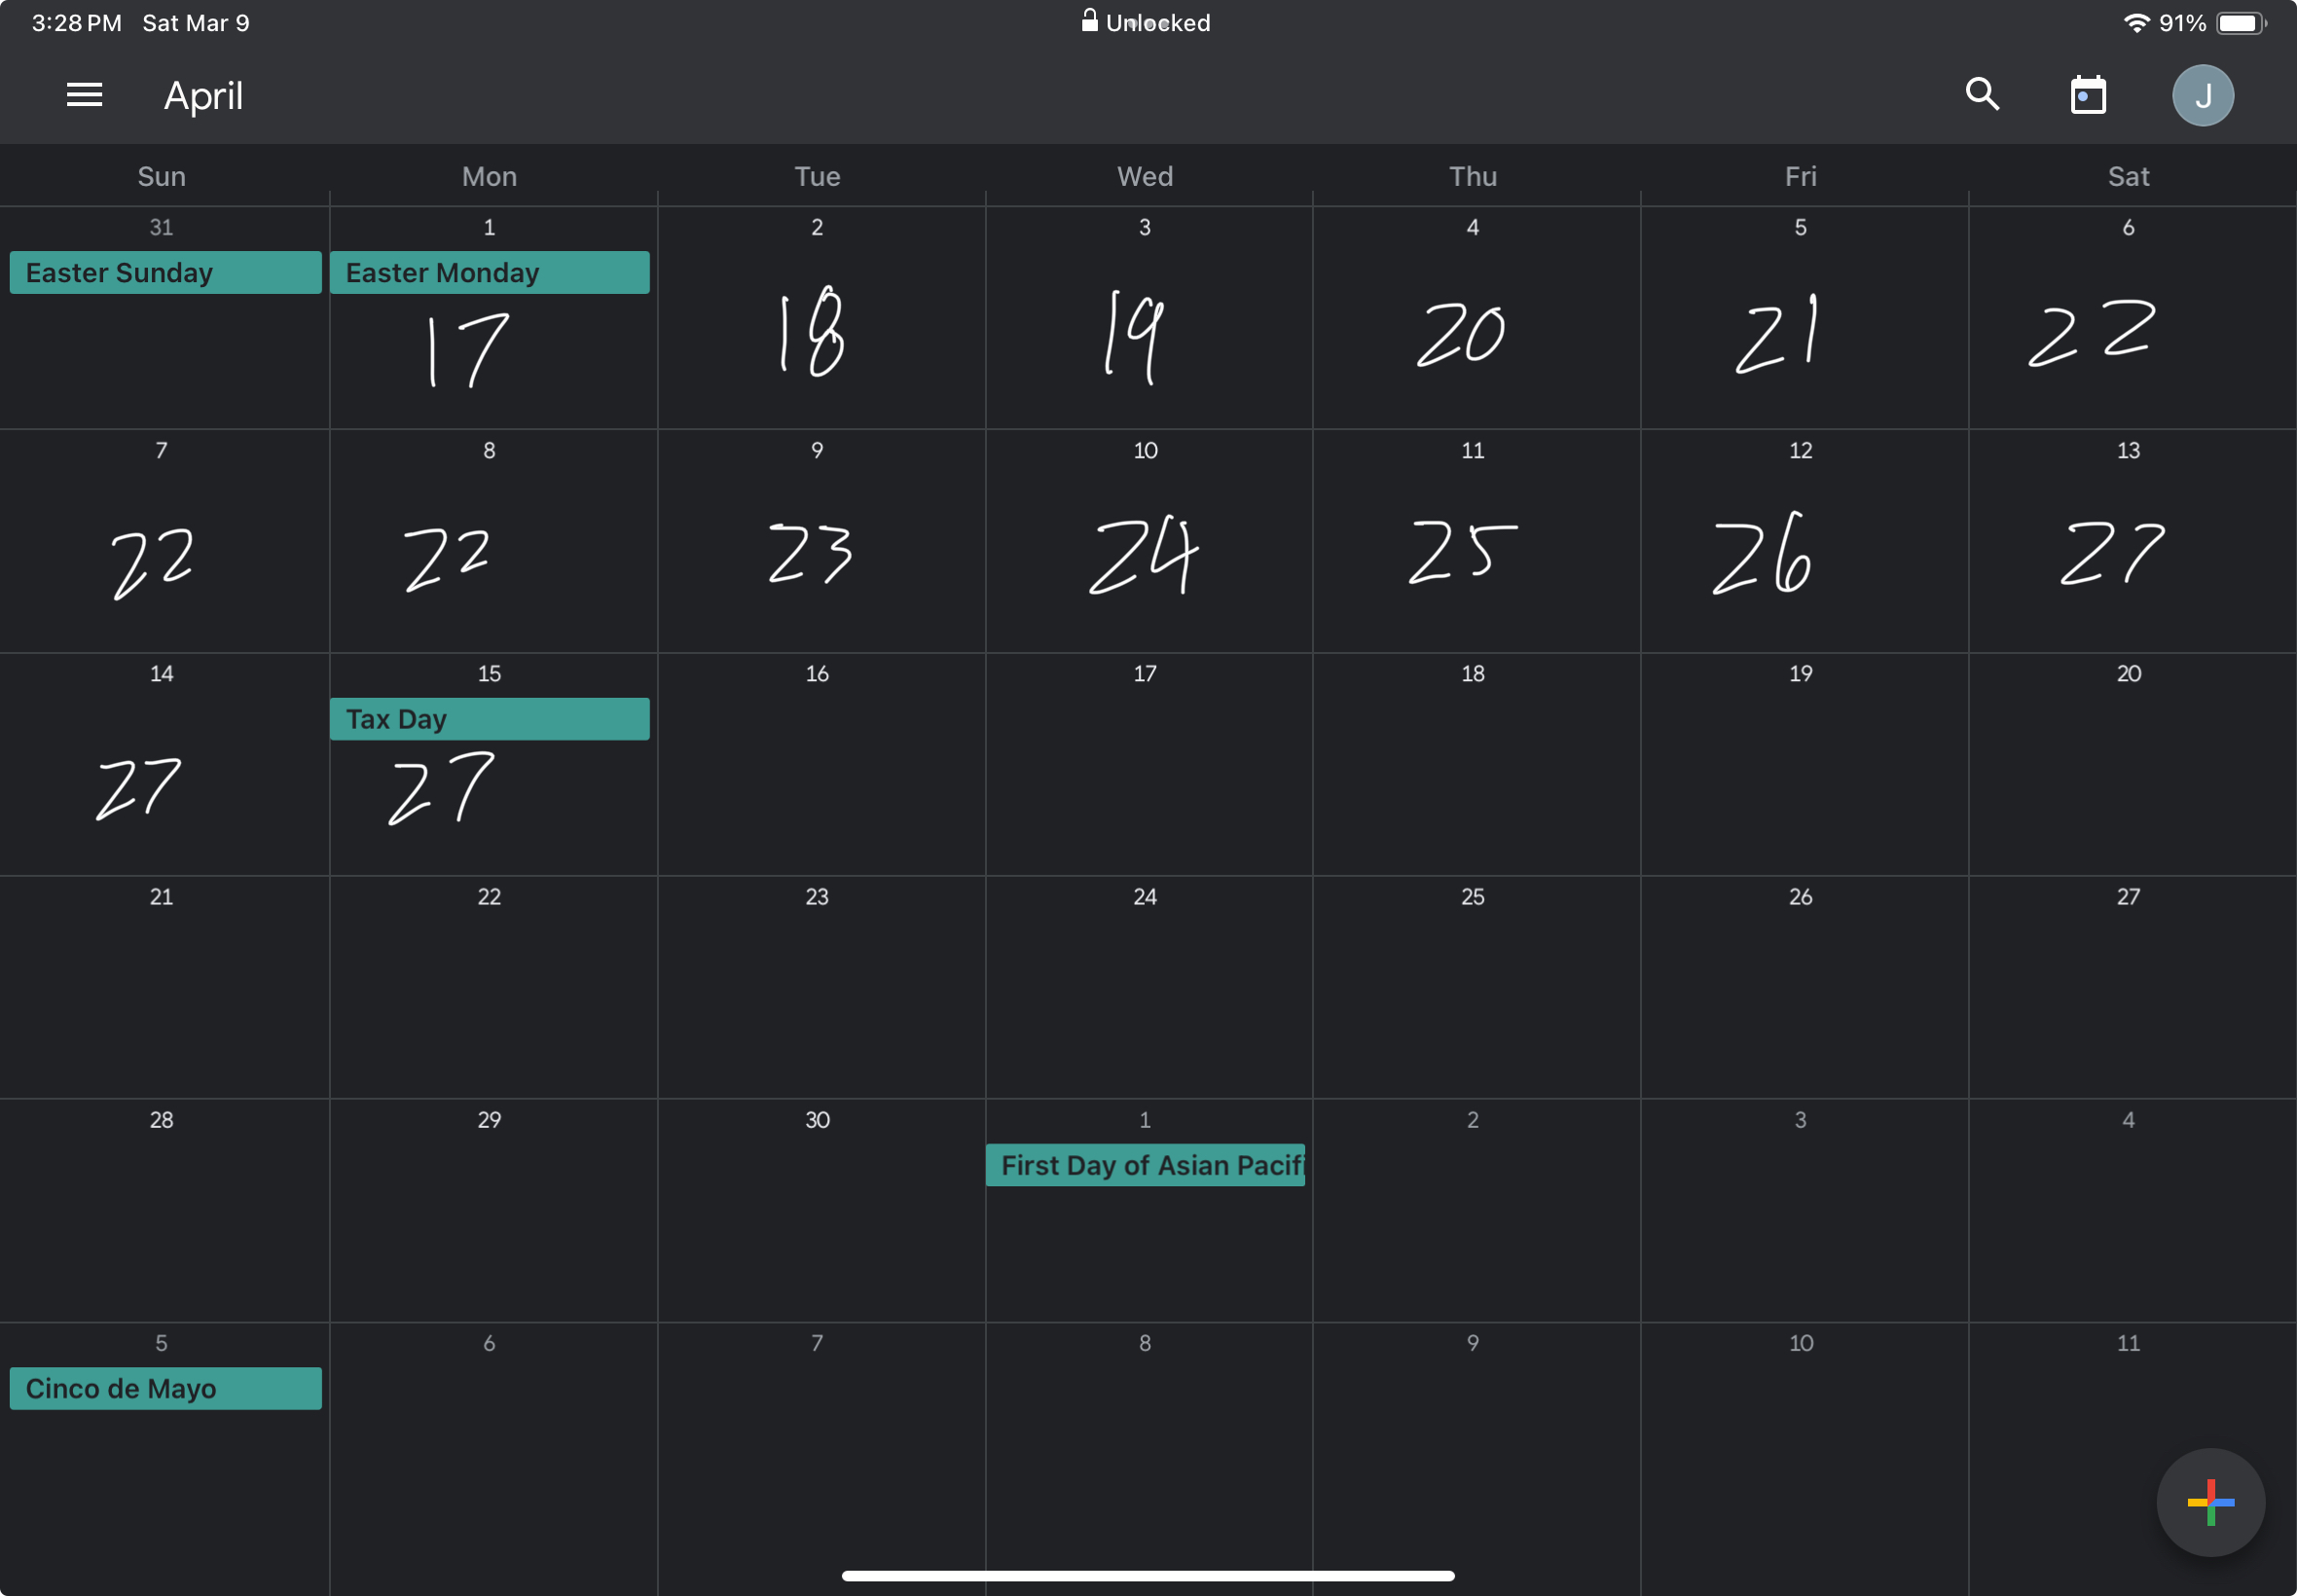 3:28 PM Sat Mar 9 Unlocked 91%
April J
Sun Mon Tue Wed Thu Fri Sat
31 1 2 3 4 5 6
Easter Sunday Easter Monday
17 18 19 20 21 22
7 8 9 10 11 12 13
22 22 23 24 25 26 27
14 15 16 17 18 19 20
Tax Day
27 27
21 22 23 24 25 26 27
28 29 30 1 2 3 4
First Day of Asian Pacifi
5 6 7 8 9 10 11
Cinco de Mayo